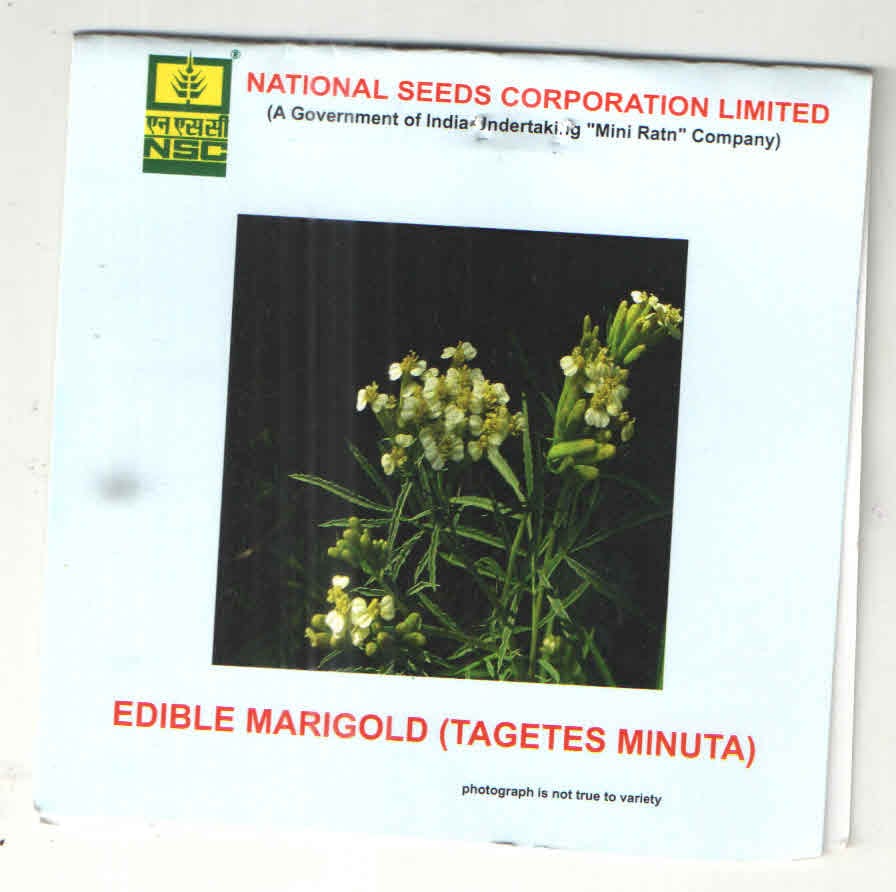 NATIONAL SEEDS CORPORATION LIMITED
(A Government of India Undertaking "Mini Ratn" Company)
®
एन एस सी
NSC
EDIBLE MARIGOLD (TAGETES MINUTA)
photograph is not true to variety